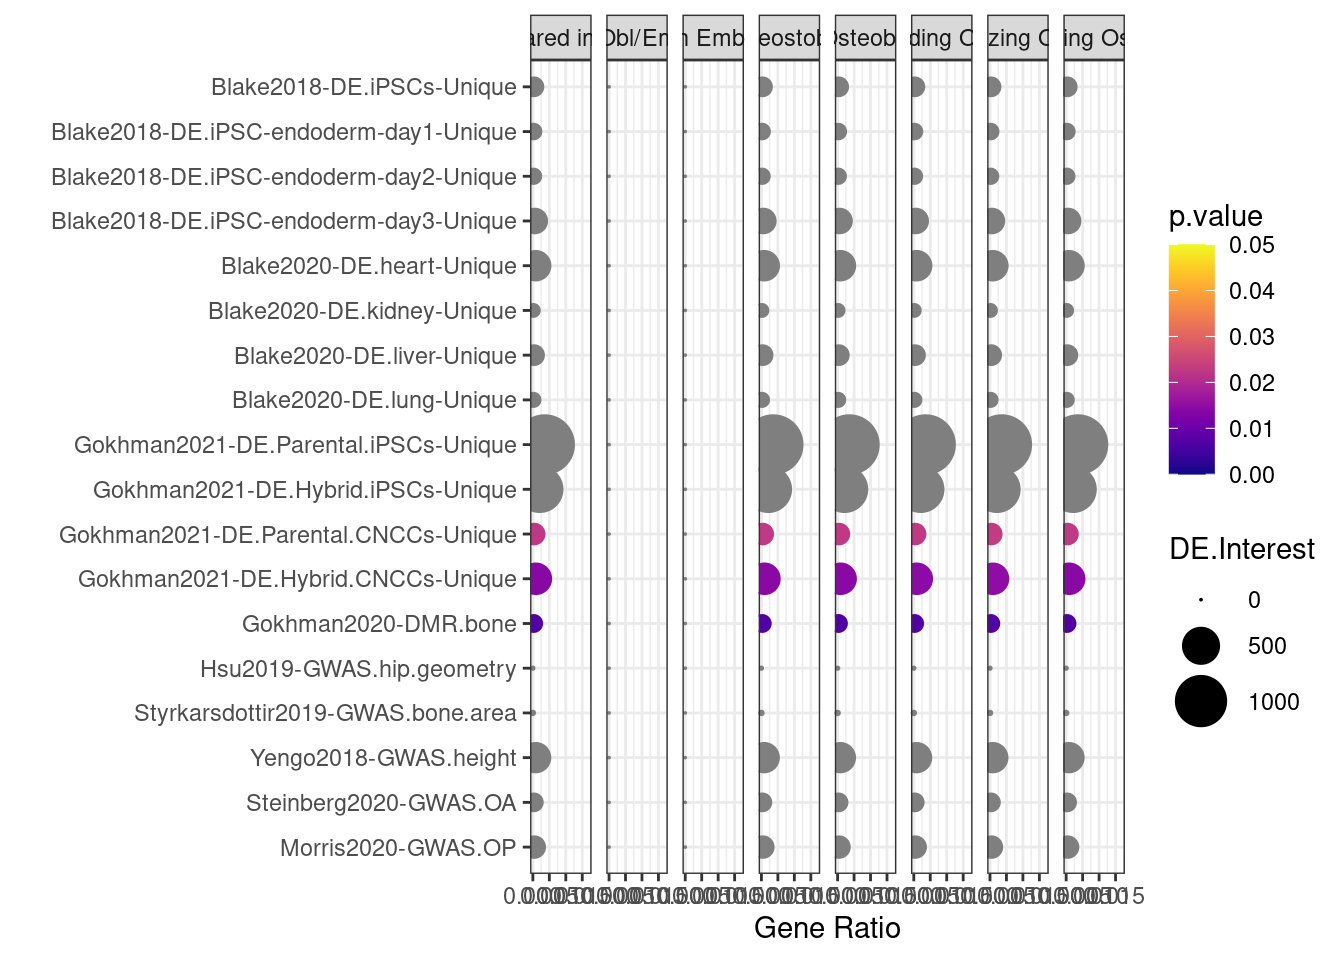 ared in
Obl/Em
n Emb
eostob
Osteob
ding O
zing O
ing Os
Blake2018-DE.iPSCs-Unique
Blake2018-DE.iPSC-endoderm-day1-Unique
Blake2018-DE.iPSC-endoderm-day2-Unique
Blake2018-DE.iPSC-endoderm-day3-Unique
Blake2020-DE.heart-Unique
Blake2020-DE.kidney-Unique
Blake2020-DE.liver-Unique
Blake2020-DE.lung-Unique
Gokhman2021-DE.Parental.iPSCs-Unique
Gokhman2021-DE.Hybrid.iPSCs-Unique
Gokhman2021-DE.Parental.CNCCs-Unique
Gokhman2021-DE.Hybrid.CNCCs-Unique
Gokhman2020-DMR.bone
Hsu2019-GWAS.hip.geometry
Styrkarsdottir2019-GWAS.bone.area
Yengo2018-GWAS.height
Steinberg2020-GWAS.OA
Morris2020-GWAS.OP
Gene Ratio
p.value
0.05
0.04
0.03
0.02
0.01
0.00
DE.Interest
0
500
1000